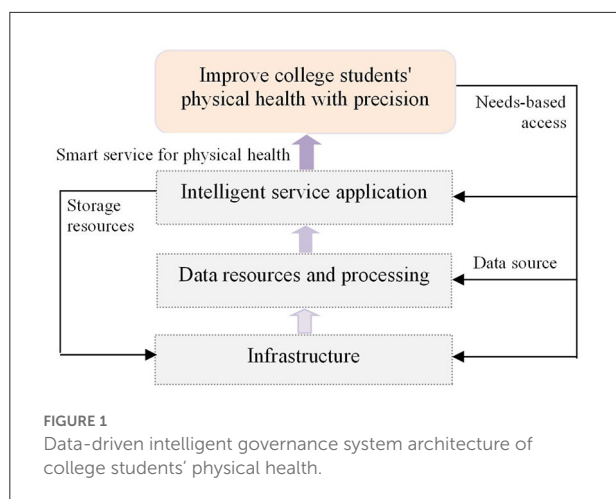 Improve college students'
physical health with precision
Needs-based
access
Smart service for physical health
Intelligent service application
Storage
resources
Data resources and processing
Data source
Infrastructure
FIGURE 1
Data-driven intelligent governance system architecture of
college students' physical health.